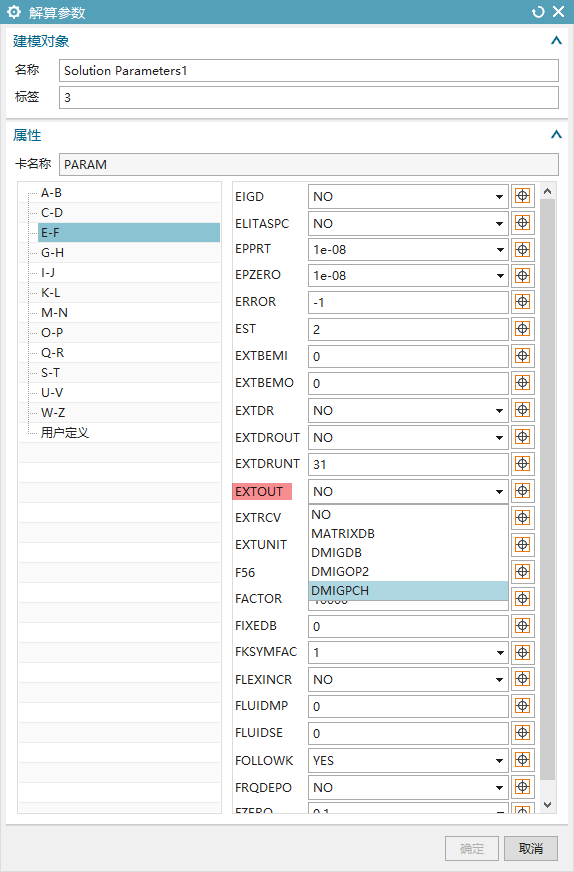 解算参数
建模对象
名称 Solution Parameters1
标签 3
属性
卡名称 PARAM
A-B
C-D
E-F
G-H
I-J
K-L
M-N
O-P
Q-R
S-T
U-V
W-Z
用户定义
EIGD NO
ELITASPC NO
EPPRT 1e-08
EPZERO 1e-08
ERROR -1
EST 2
EXTBEMI 0
EXTBEMO 0
EXTDR NO
EXTDROUT NO
EXTDRUNT 31
EXTOUT NO
NO
MATRIXDB
DMIGDB
DMIGOP2
DMIGPCH
EXTRCV
EXTUNIT
F56
FACTOR 10000
FIXEDB 0
FKSYMFAC 1
FLEXINCR NO
FLUIDMP 0
FLUIDSE 0
FOLLOWK YES
FRQDEPO NO
FZERO 0.1
确定 取消